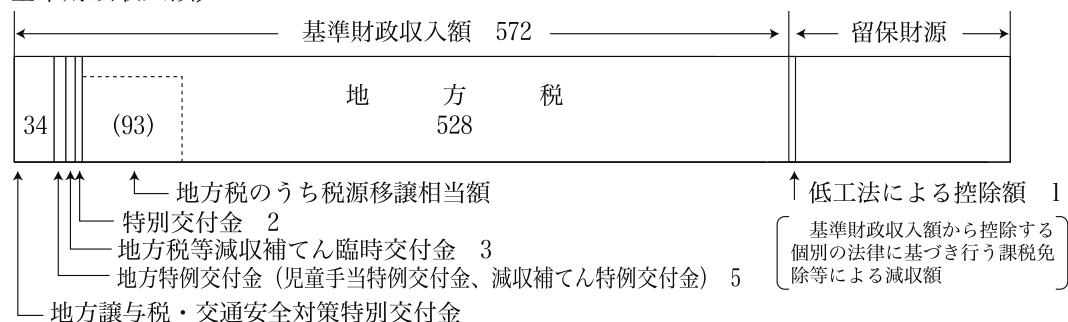 基準財政収入額 572
留保財源
34
(93)
地方税
528
地方税のうち税源移譲相当額
低工法による控除額 1
特別交付金 2
基準財政収入額から控除する
個別の法律に基づき行う課税免
除等による減収額
地方税等減収補てん臨時交付金 3
地方特例交付金(児童手当特例交付金、減収補てん特例交付金) 5
地方譲与税・交通安全対策特別交付金